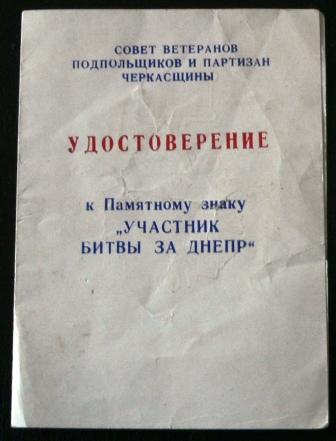 СОВЕТ ВЕТЕРАНОВ
ПОДПОЛЬЩИКОВ И ПАРТИЗАН
ЧЕРКАСЩИНЫ
УДОСТОВЕРЕНИЕ
к Памятному знаку
„УЧАСТНИК
БИТВЫ ЗА ДНЕПР“